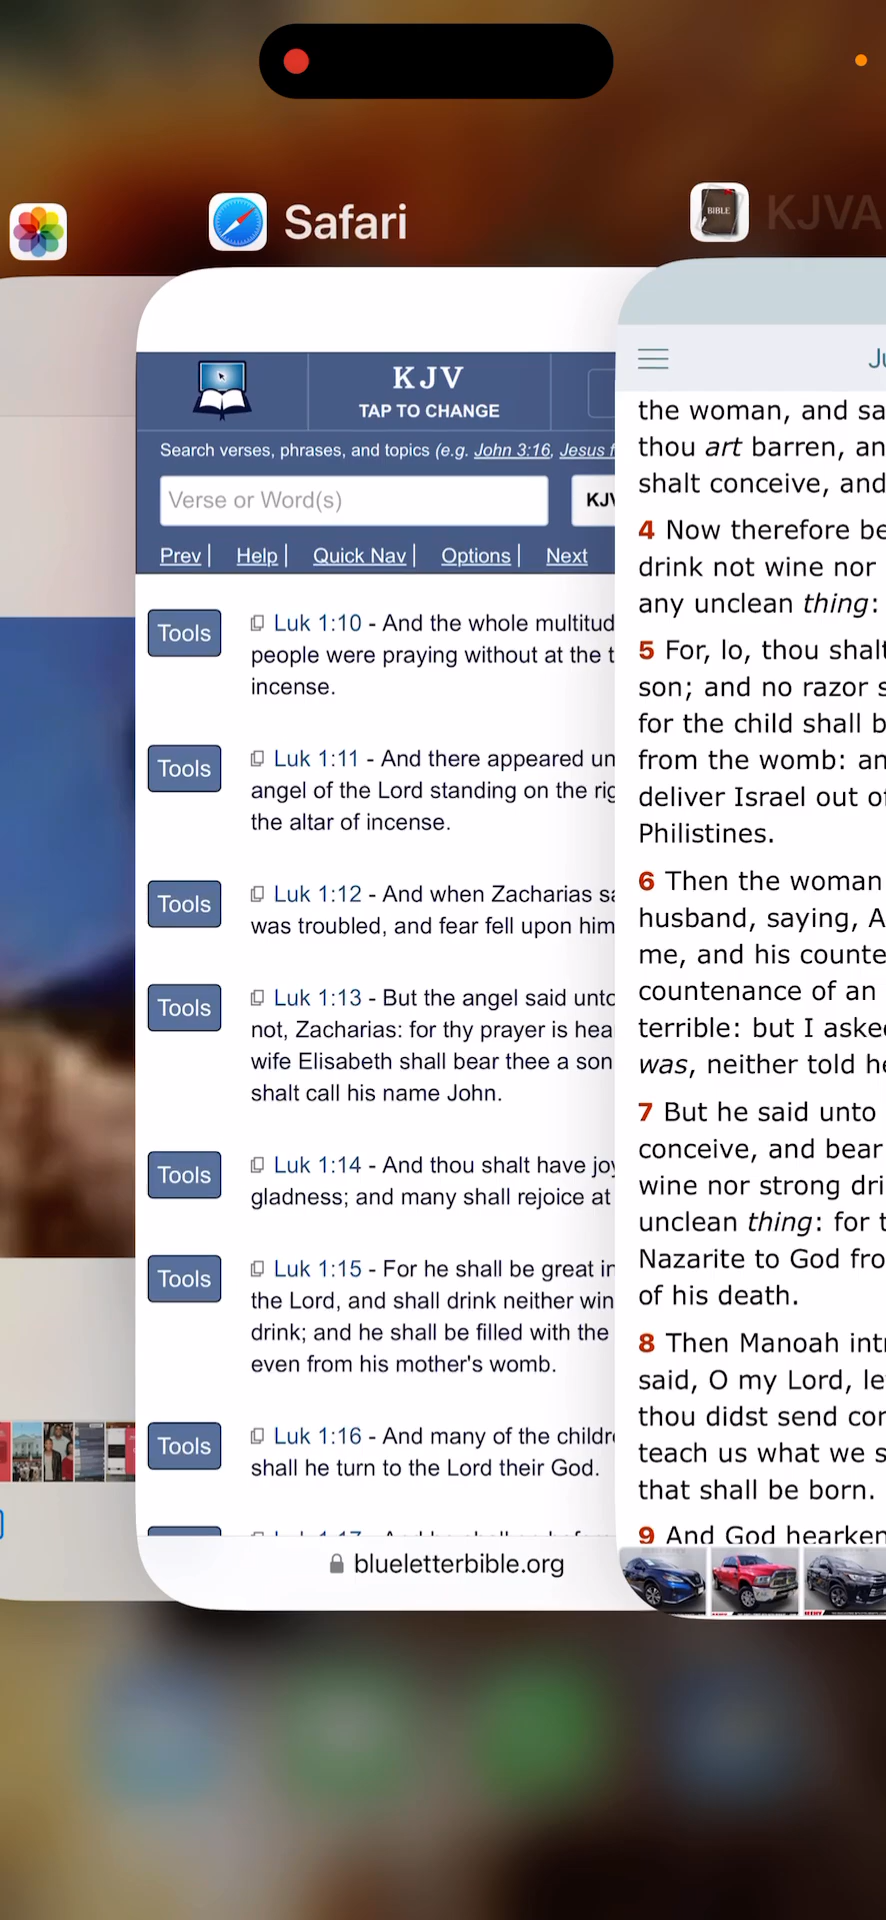 Safari
BIBLE
KJVA
KJV
TAP TO CHANGE
Search verses, phrases, and topics (e.g. John 3:16, Jesus f
Verse or Word(s)
KJV
Prev | Help | Quick Nav | Options | Next
Tools
Luk 1:10 - And the whole multitud
people were praying without at the t
incense.
Tools
Luk 1:11 - And there appeared un
angel of the Lord standing on the rig
the altar of incense.
Tools
Luk 1:12 - And when Zacharias sa
was troubled, and fear fell upon him
Tools
Luk 1:13 - But the angel said unto
not, Zacharias: for thy prayer is hea
wife Elisabeth shall bear thee a son
shalt call his name John.
Tools
Luk 1:14 - And thou shalt have joy
gladness; and many shall rejoice at
Tools
Luk 1:15 - For he shall be great in
the Lord, and shall drink neither win
drink; and he shall be filled with the
even from his mother's womb.
Tools
Luk 1:16 - And many of the childre
shall he turn to the Lord their God.
blueletterbible.org
Ju
the woman, and sa
thou art barren, an
shalt conceive, and
4 Now therefore be
drink not wine nor
any unclean thing:
5 For, lo, thou shalt
son; and no razor s
for the child shall b
from the womb: an
deliver Israel out of
Philistines.
6 Then the woman
husband, saying, A
me, and his counte
countenance of an
terrible: but I asked
was, neither told he
7 But he said unto
conceive, and bear
wine nor strong dri
unclean thing: for t
Nazarite to God fro
of his death.
8 Then Manoah intr
said, O my Lord, le
thou didst send con
teach us what we s
that shall be born.
9 And God hearken